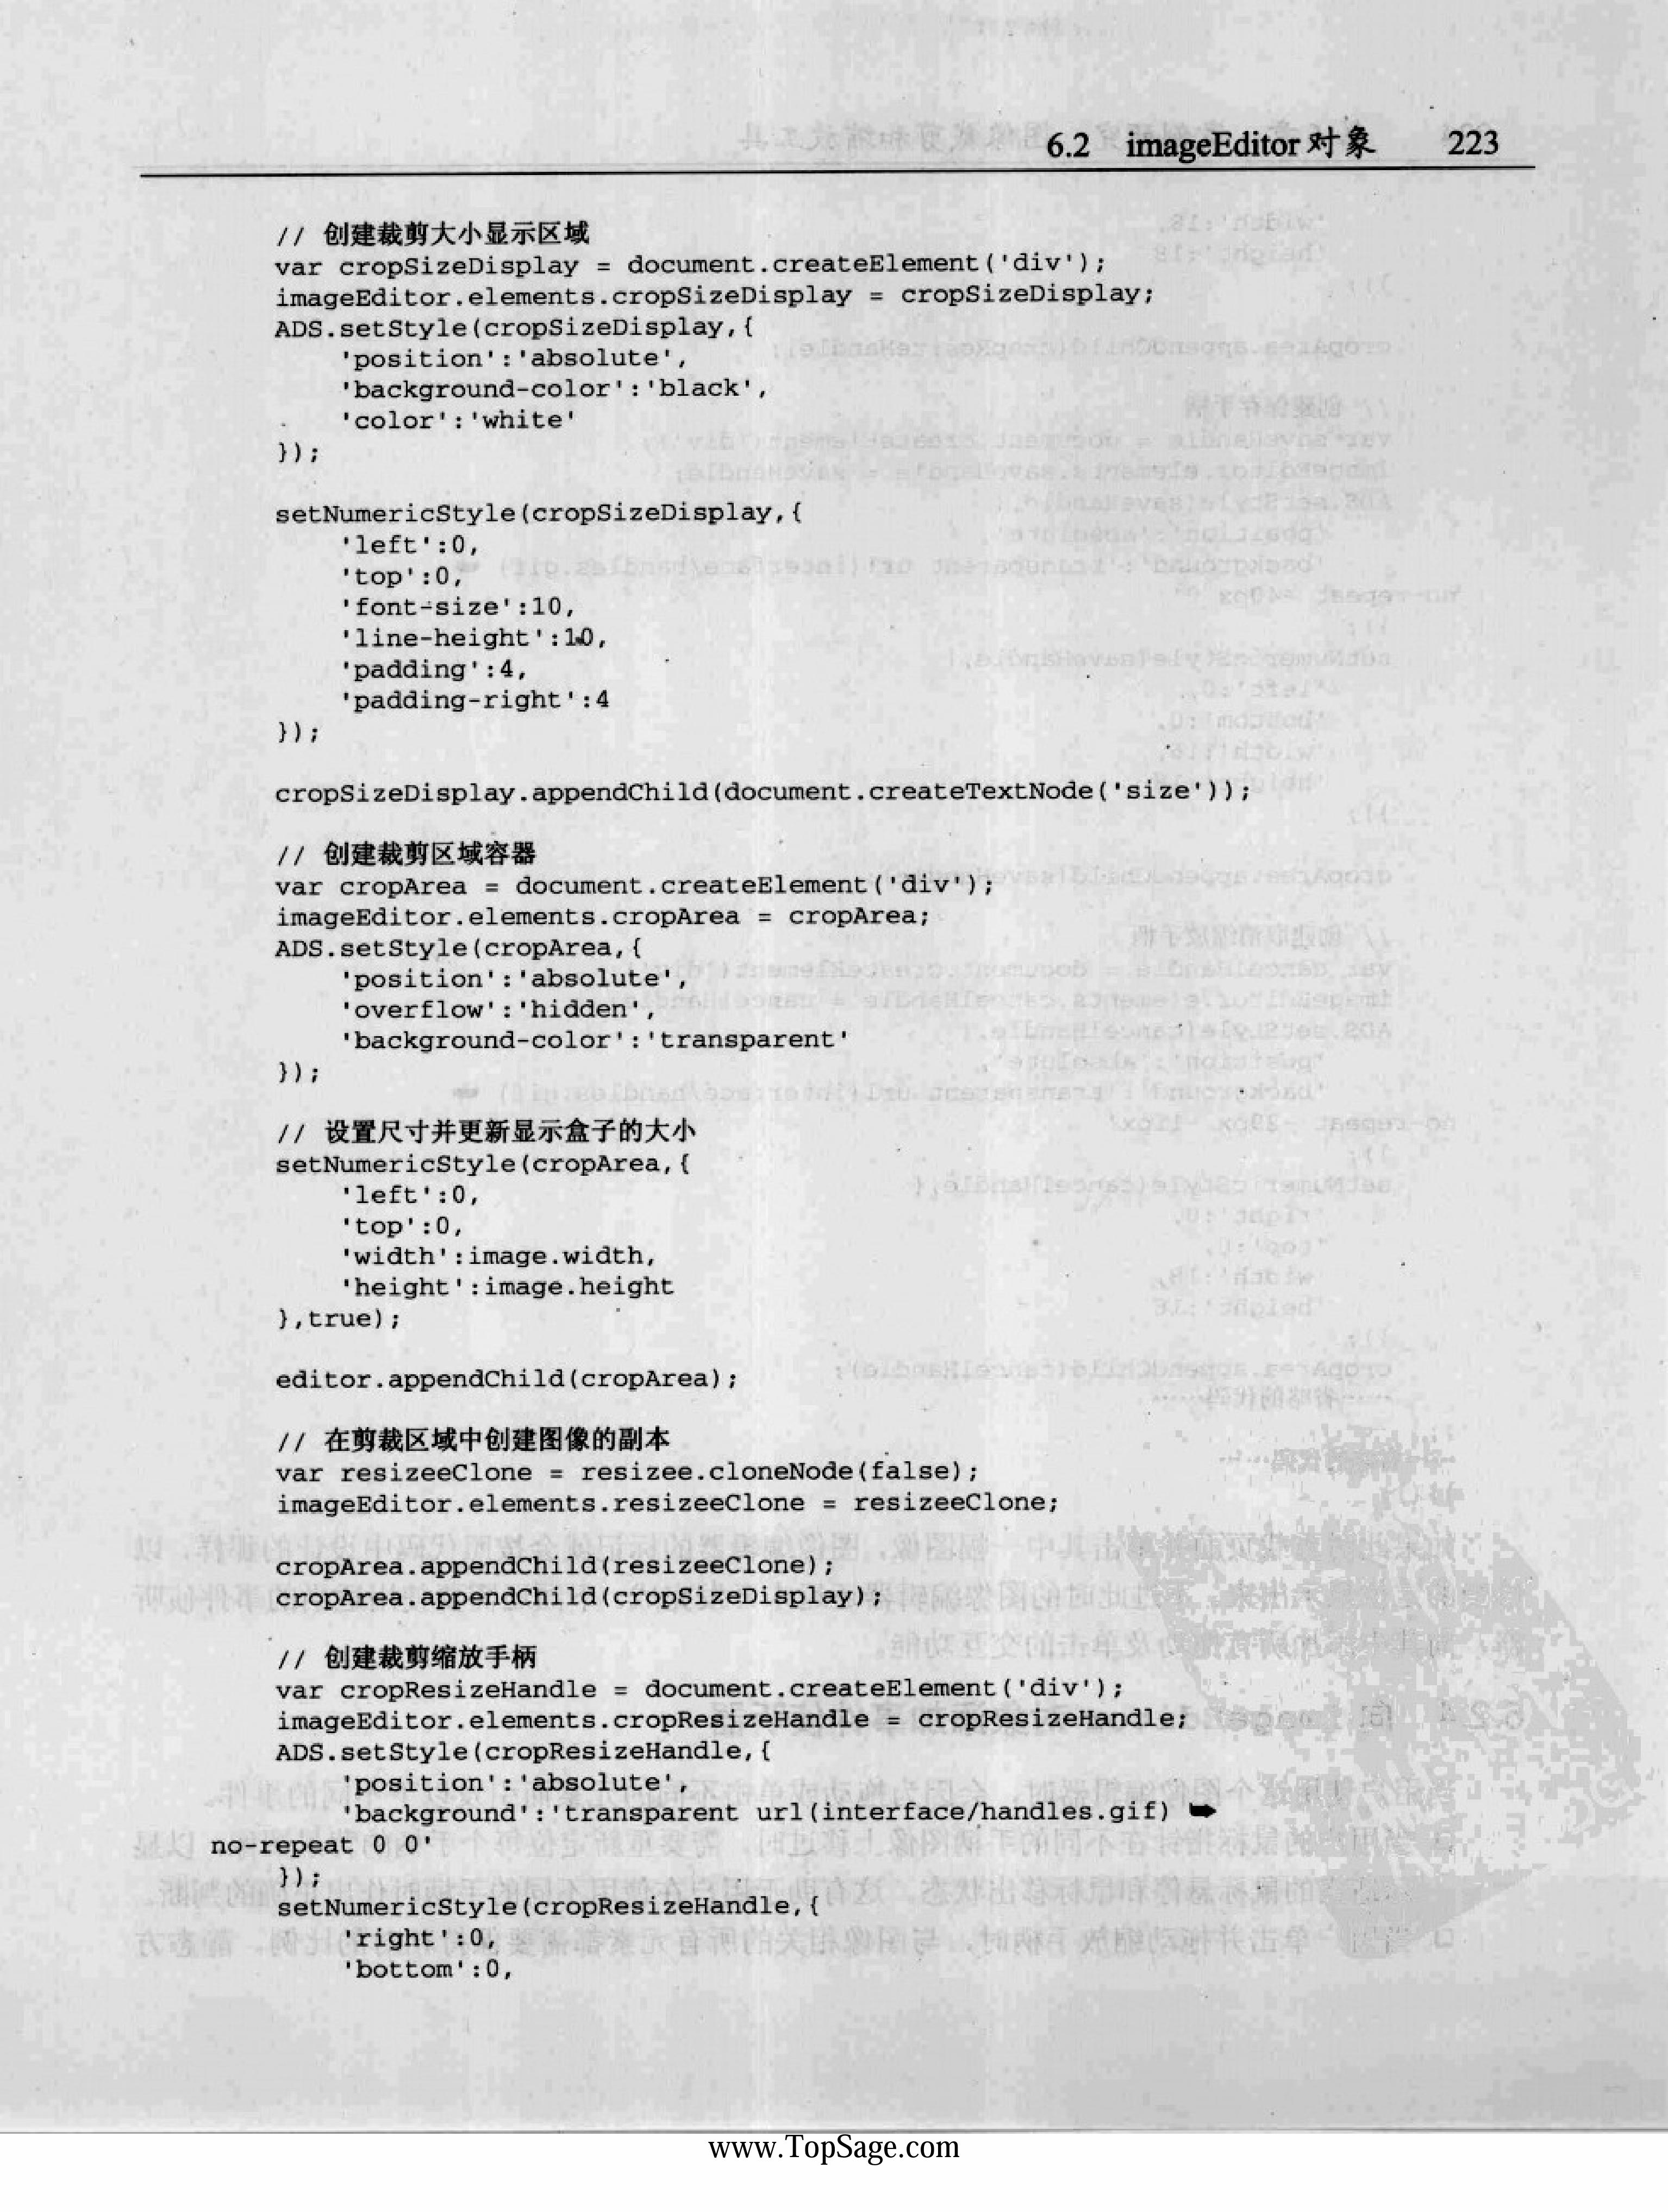 6.2 imageEditor 对象 223
// 创建裁剪大小显示区域
var cropSizeDisplay = document.createElement('div');
imageEditor.elements.cropSizeDisplay = cropSizeDisplay;
ADS.setStyle(cropSizeDisplay,{
'position':'absolute',
'background-color':'black',
'color':'white'
});
setNumericStyle(cropSizeDisplay,{
'left':0,
'top':0,
'font-size':10,
'line-height':10,
'padding':4,
'padding-right':4
});
cropSizeDisplay.appendChild(document.createTextNode('size'));
// 创建裁剪区域容器
var cropArea = document.createElement('div');
imageEditor.elements.cropArea = cropArea;
ADS.setStyle(cropArea,{
'position':'absolute',
'overflow':'hidden',
'background-color':'transparent'
});
// 设置尺寸并更新显示盒子的大小
setNumericStyle(cropArea,{
'left':0,
'top':0,
'width':image.width,
'height':image.height
},true);
editor.appendChild(cropArea);
// 在剪裁区域中创建图像的副本
var resizeeClone = resizee.cloneNode(false);
imageEditor.elements.resizeeClone = resizeeClone;
cropArea.appendChild(resizeeClone);
cropArea.appendChild(cropSizeDisplay);
// 创建裁剪缩放手柄
var cropResizeHandle = document.createElement('div');
imageEditor.elements.cropResizeHandle = cropResizeHandle;
ADS.setStyle(cropResizeHandle,{
'position':'absolute',
'background':'transparent url(interface/handles.gif) ➥
no-repeat 0 0'
});
setNumericStyle(cropResizeHandle,{
'right':0,
'bottom':0,
www.TopSage.com